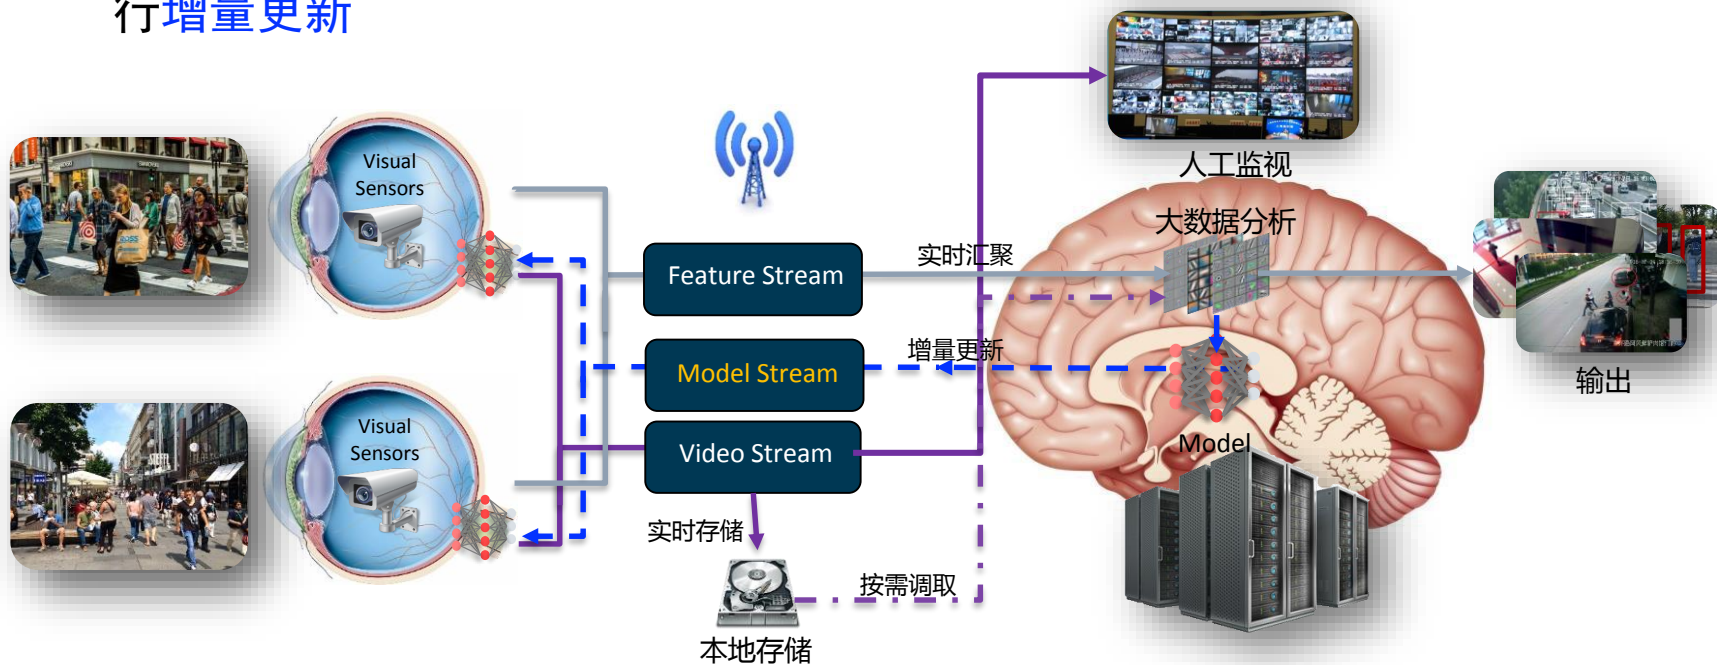 行增量更新
人工监视
Visual
Sensors
大数据分析
Feature Stream
实时汇聚
Model Stream
增量更新
输出
Visual
Sensors
Video Stream
Model
实时存储
按需调取
本地存储